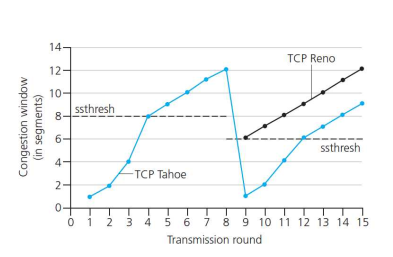 Congestion window
(in segments)
14
12
10
8
6
4
2
0
ssthresh
TCP Tahoe
TCP Reno
ssthresh
0 1 2 3 4 5 6 7 8 9 10 11 12 13 14 15
Transmission round